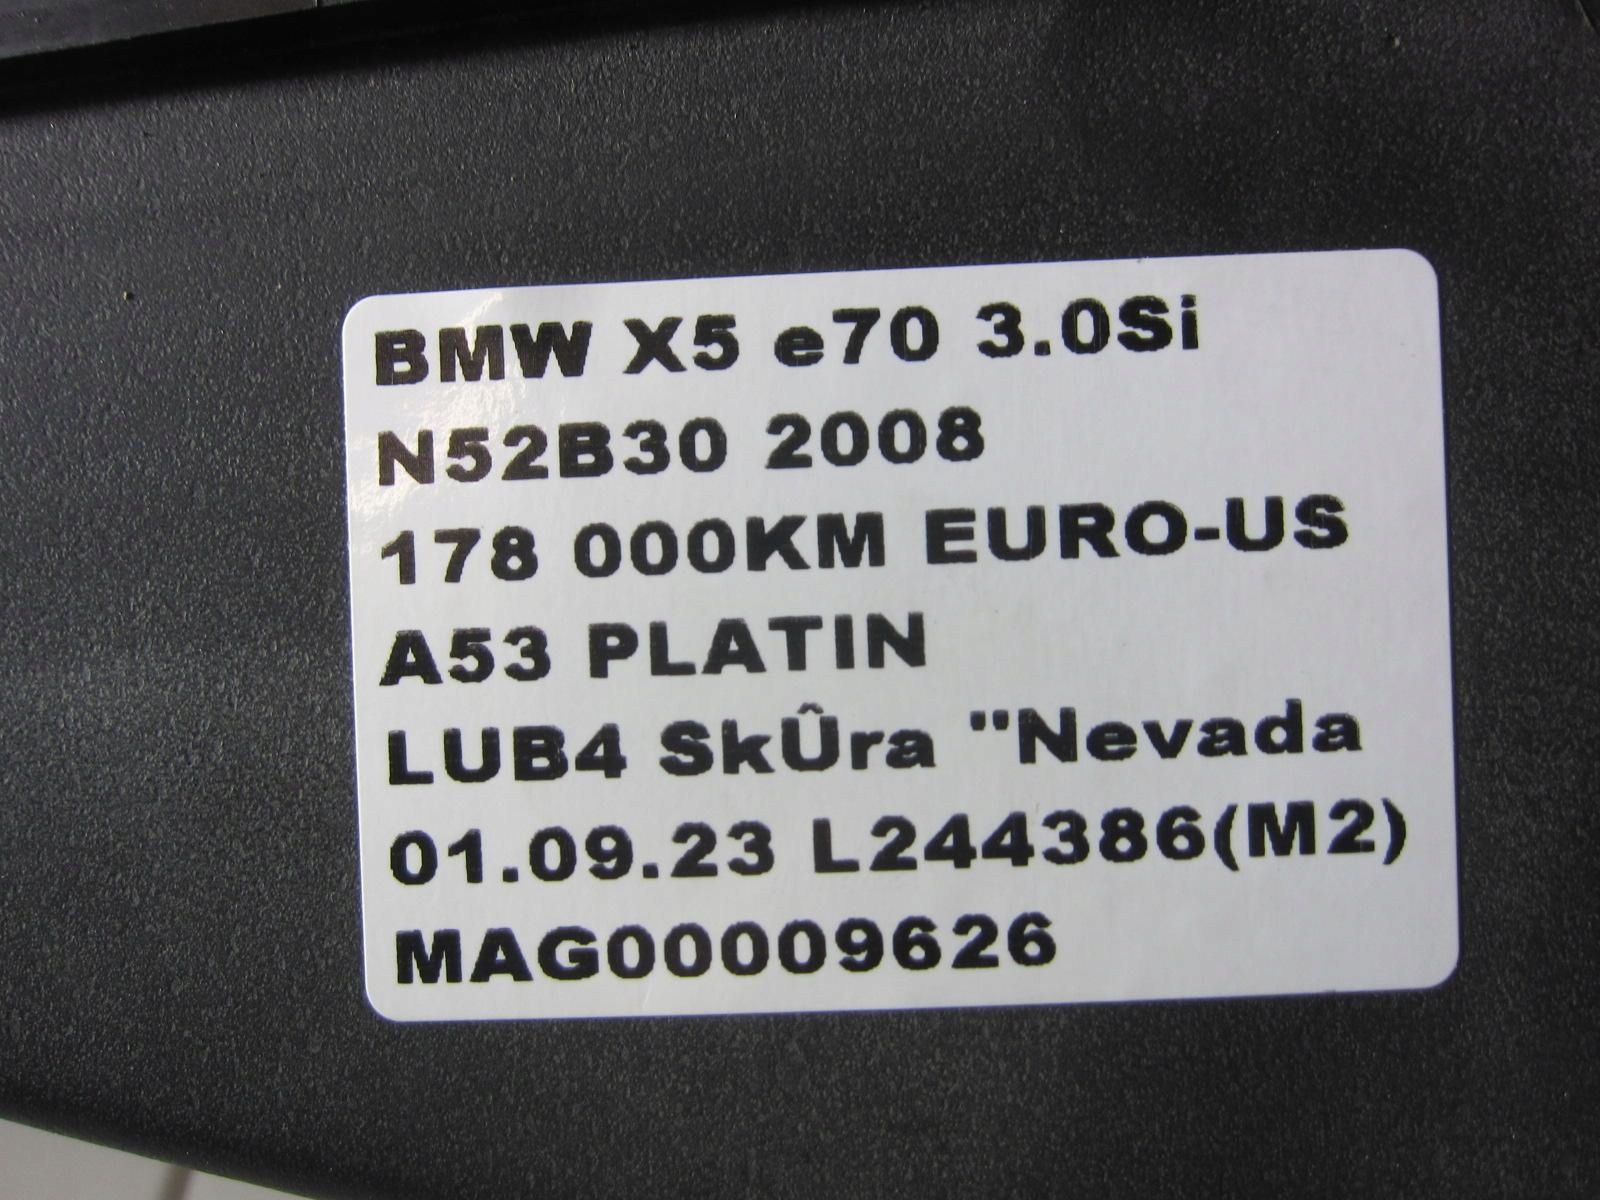 BMW X5 e70 3.0Si
N52B30 2008
178 000KM EURO-US
A53 PLATIN
LUB4 SkÛra "Nevada
01.09.23 L244386(M2)
MAG00009626